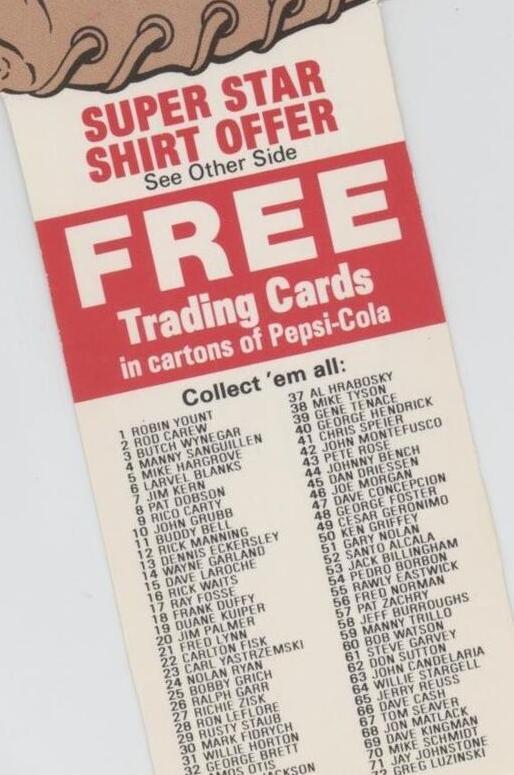 SUPER STAR
SHIRT OFFER
See Other Side
FREE
Trading Cards
in cartons of Pepsi-Cola
Collect 'em all:
1 ROBIN YOUNT
2 ROD CAREW
3 BUTCH WYNEGAR
4 MANNY SANGUILLEN
5 MIKE HARGROVE
6 LARVEL BLANKS
7 JIM KERN
8 PAT DOBSON
9 RICO CARTY
10 JOHN GRUBB
11 BUDDY BELL
12 RICK MANNING
13 DENNIS ECKERSLEY
14 WAYNE GARLAND
15 DAVE LAROCHE
16 RICK WAITS
17 RAY FOSSE
18 FRANK DUFFY
19 DUANE KUIPER
20 JIM PALMER
21 FRED LYNN
22 CARLTON FISK
23 CARL YASTRZEMSKI
24 NOLAN RYAN
25 BOBBY GRICH
26 RALPH GARR
27 RICHIE ZISK
28 RON LEFLORE
29 RUSTY STAUB
30 MARK FIDRYCH
31 WILLIE HORTON
32 GEORGE BRETT
AMOS OTIS
JACKSON
37 AL HRABOSKY
38 MIKE TYSON
39 GENE TENACE
40 GEORGE HENDRICK
41 CHRIS SPEIER
42 JOHN MONTEFUSCO
43 PETE ROSE
44 JOHNNY BENCH
45 DAN DRIESSEN
46 JOE MORGAN
47 DAVE CONCEPCION
48 GEORGE FOSTER
49 CESAR GERONIMO
50 KEN GRIFFEY
51 GARY NOLAN
52 SANTO ALCALA
53 JACK BILLINGHAM
54 PEDRO BORBON
55 RAWLY EASTWICK
56 FRED NORMAN
57 PAT ZACHRY
58 JEFF BURROUGHS
59 MANNY TRILLO
60 BOB WATSON
61 STEVE GARVEY
62 DON SUTTON
63 JOHN CANDELARIA
64 WILLIE STARGELL
65 JERRY REUSS
66 DAVE CASH
67 TOM SEAVER
68 JON MATLACK
69 DAVE KINGMAN
70 MIKE SCHMIDT
71 JAY JOHNSTONE
72 GREG LUZINSKI